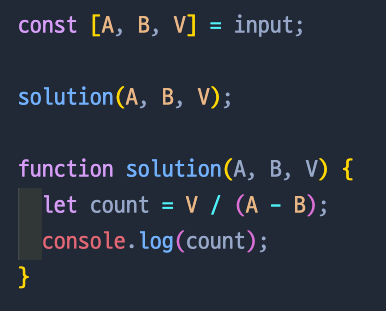 const [A, B, V] = input;
solution(A, B, V);
function solution(A, B, V) {
let count = V / (A - B);
console.log(count);
}